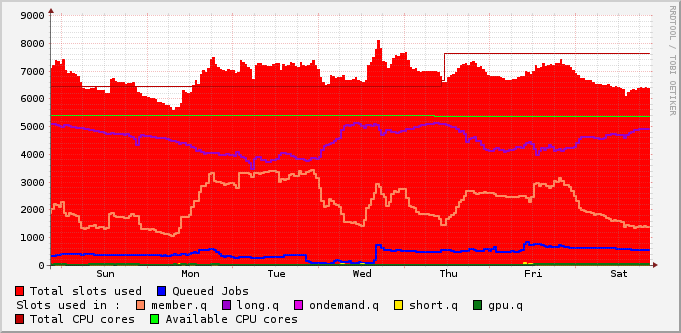 9000
8000
7000
6000
5000
4000
3000
2000
1000
0
Sun Mon Tue Wed Thu Fri Sat
RRDTOOL / TOBI OETIKER
Total slots used Queued Jobs
Slots used in : member.q long.q ondemand.q short.q gpu.q
Total CPU cores Available CPU cores